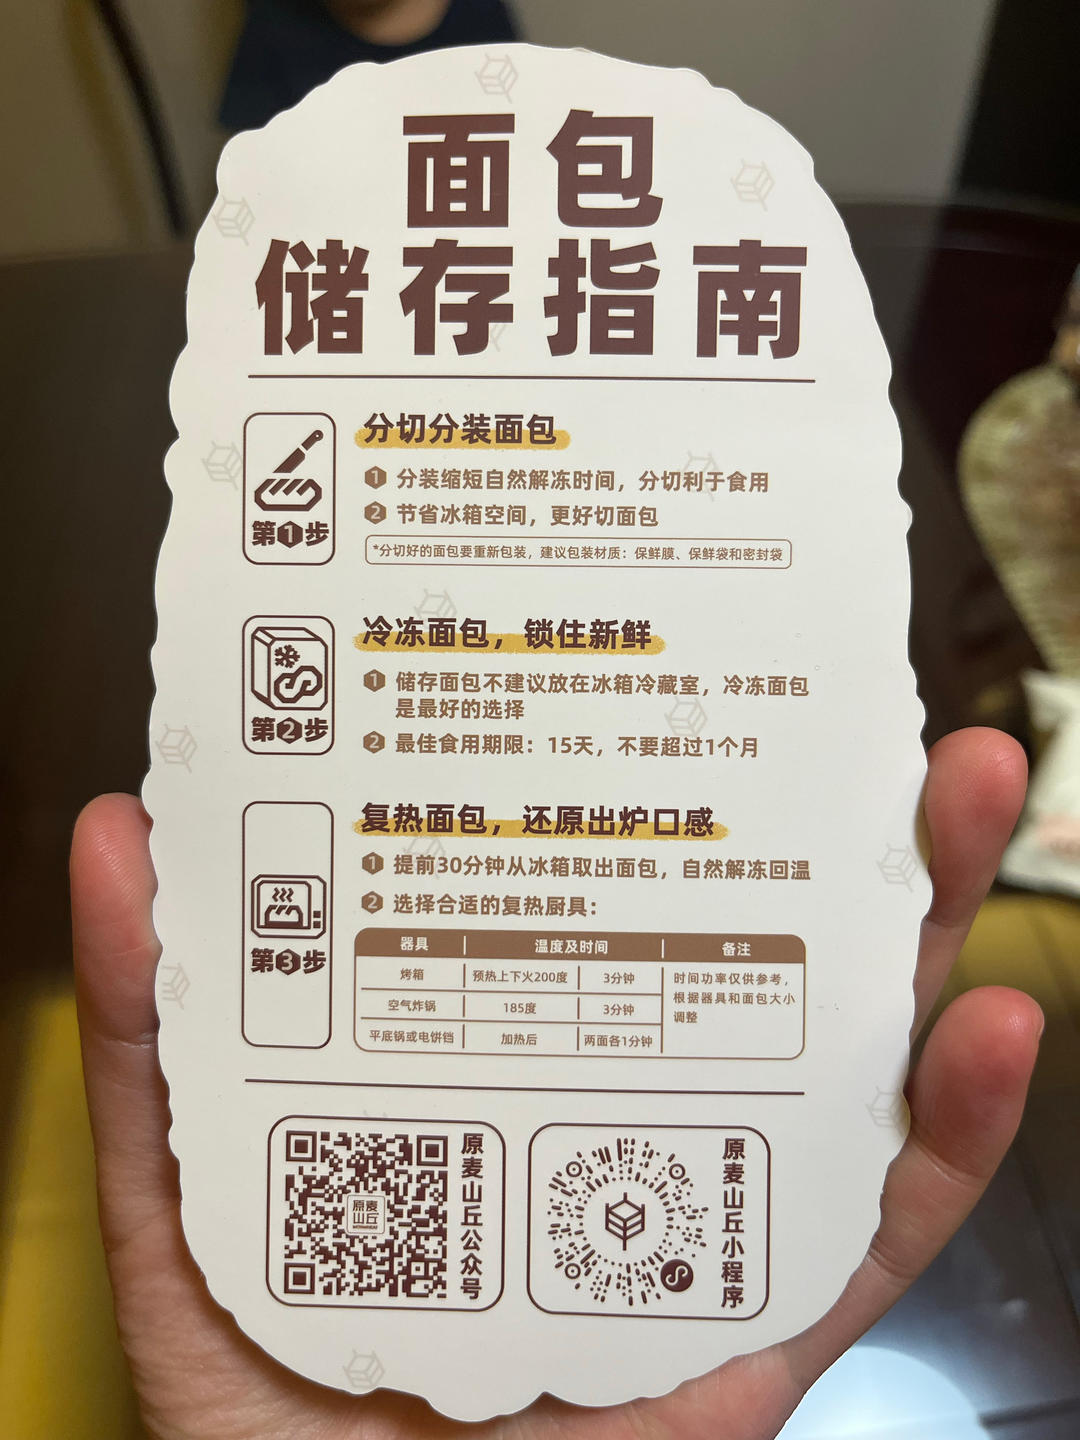 面包
储存指南
第1步
分切分装面包
1 分装缩短自然解冻时间，分切利于食用
2 节省冰箱空间，更好切面包
*分切好的面包要重新包装，建议包装材质：保鲜膜、保鲜袋和密封袋
第2步
冷冻面包，锁住新鲜
1 储存面包不建议放在冰箱冷藏室，冷冻面包
是最好的选择
2 最佳食用期限：15天，不要超过1个月
第3步
复热面包，还原出炉口感
1 提前30分钟从冰箱取出面包，自然解冻回温
2 选择合适的复热厨具：
器具 温度及时间 备注
烤箱 预热上下火200度 3分钟
空气炸锅 185度 3分钟
平底锅或电饼铛 加热后 两面各1分钟
时间功率仅供参考，
根据器具和面包大小
调整
原麦
山丘
原麦山丘公众号
原麦山丘小程序